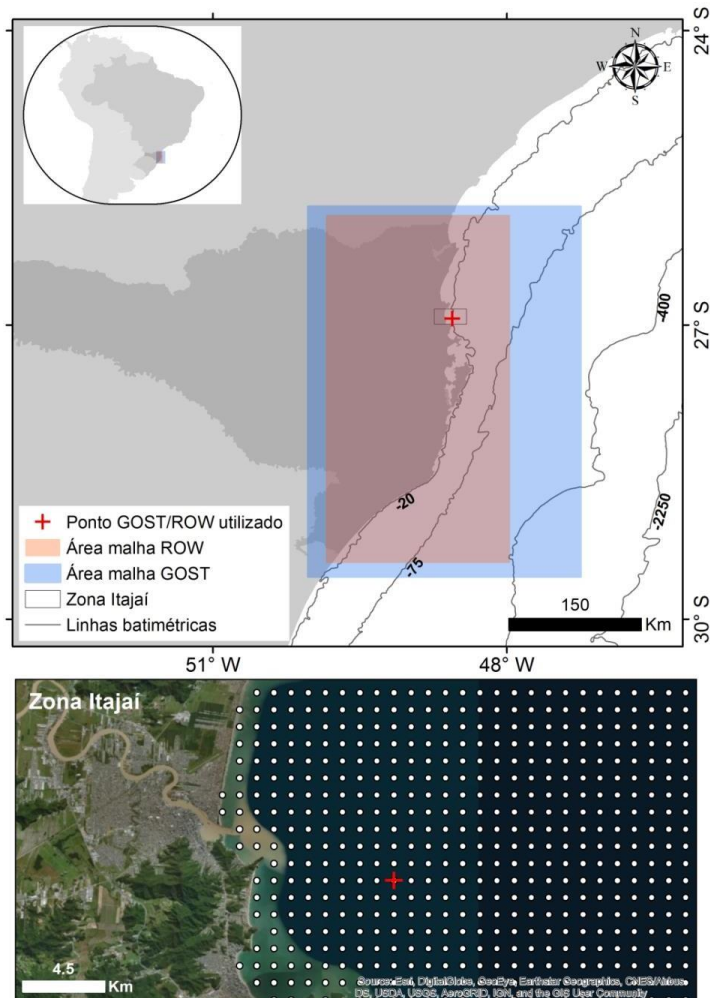 24° S
N
W E
S
27° S
-400
-20
-75
-2250
Ponto GOST/ROW utilizado
Área malha ROW
Área malha GOST
Zona Itajaí
Linhas batimétricas
150
Km
30° S
51° W 48° W
Zona Itajaí
4.5
Km
Source: Esri, DigitalGlobe, GeoEye, Earthstar Geographics, CNES/Airbus
DS, USDA, USGS, AeroGRID, IGN, and the GIS User Community